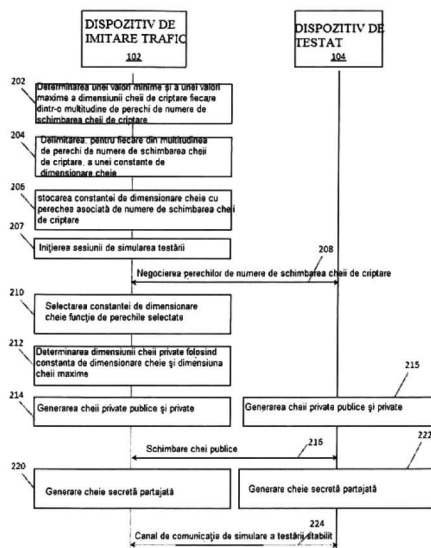 DISPOZITIV DE
IMITARE TRAFIC
102
DISPOZITIV DE
TESTAT
104
202
Determinarea unei valori minime și a unei valori
maxime a dimensiunii cheii de criptare fiecare
dintr-o multitudine de perechi de numere de
schimbarea cheii de criptare
204
Delimitarea, pentru fiecare din multitudinea
de perechi de numere de schimbarea cheii
de criptare, a unei constante de
dimensionare cheie
206
stocarea constantei de dimensionare cheie cu
perechea asociată de numere de schimbarea cheii
de criptare
207
Inițierea sesiunii de simularea testării
208
Negocierea perechilor de numere de schimbarea cheii de criptare
210
Selectarea constantei de dimensionare
cheie funcție de perechile selectate
212
Determinarea dimensiunii cheii private folosind
constanta de dimensionare cheie și dimensiuna
cheii maxime
214
Generarea cheii private publice și private
215
Generarea cheii private publice și private
Schimbare chei publice
216
220
Generare cheie secretă partajată
222
Generare cheie secretă partajată
Canal de comunicație de simulare a testării stabilit
224